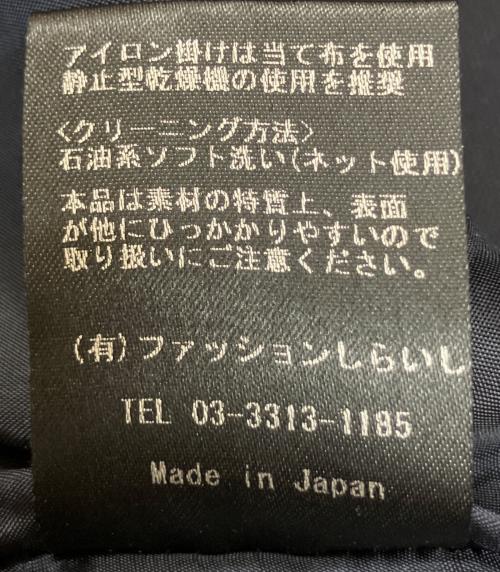 アイロン掛けは当て布を使用
静止型乾燥機の使用を推奨
<クリーニング方法>
石油系ソフト洗い(ネット使用)
本品は素材の特質上、表面
が他にひっかかりやすいので
取り扱いにご注意ください。
(有)ファッションしらいし
TEL 03-3313-1185
Made in Japan